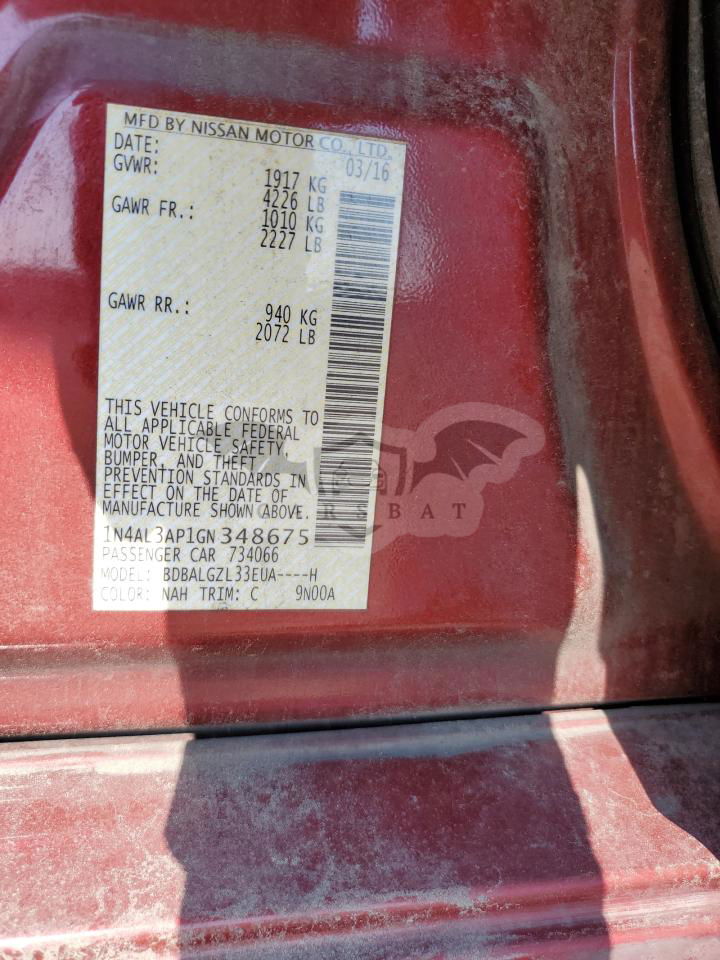 MFD BY NISSAN MOTOR CO., LTD.
DATE: 03/16
GVWR: 1917 KG
4226 LB
GAWR FR.: 1010 KG
2227 LB
GAWR RR.: 940 KG
2072 LB
THIS VEHICLE CONFORMS TO
ALL APPLICABLE FEDERAL
MOTOR VEHICLE SAFETY,
BUMPER, AND THEFT
PREVENTION STANDARDS IN
EFFECT ON THE DATE OF
MANUFACTURE SHOWN ABOVE.
1N4AL3AP1GN348675
PASSENGER CAR 734066
MODEL: BDBALGZL33EUA----H
COLOR: NAH TRIM: C 9N00A